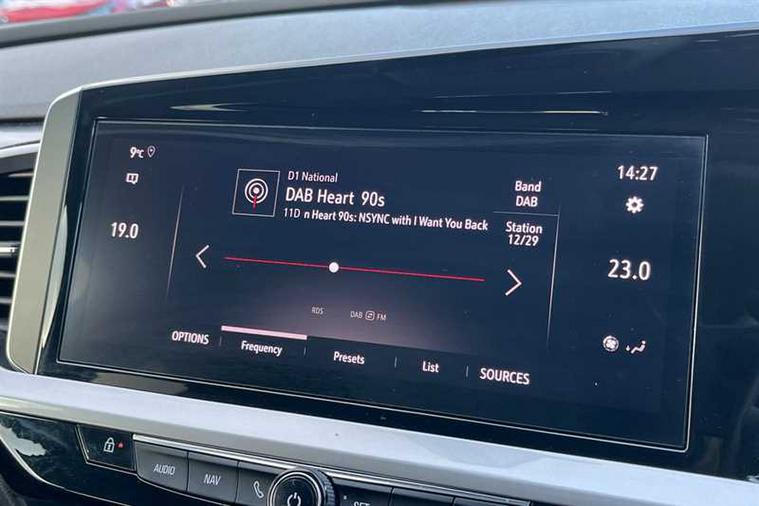 9°C
D1 National
14:27
DAB Heart 90s
Band
DAB
11D n Heart 90s: NSYNC with I Want You Back
Station
12/29
19.0
23.0
RDS
DAB FM
OPTIONS
Frequency
Presets
List
SOURCES
AUDIO
NAV
SET